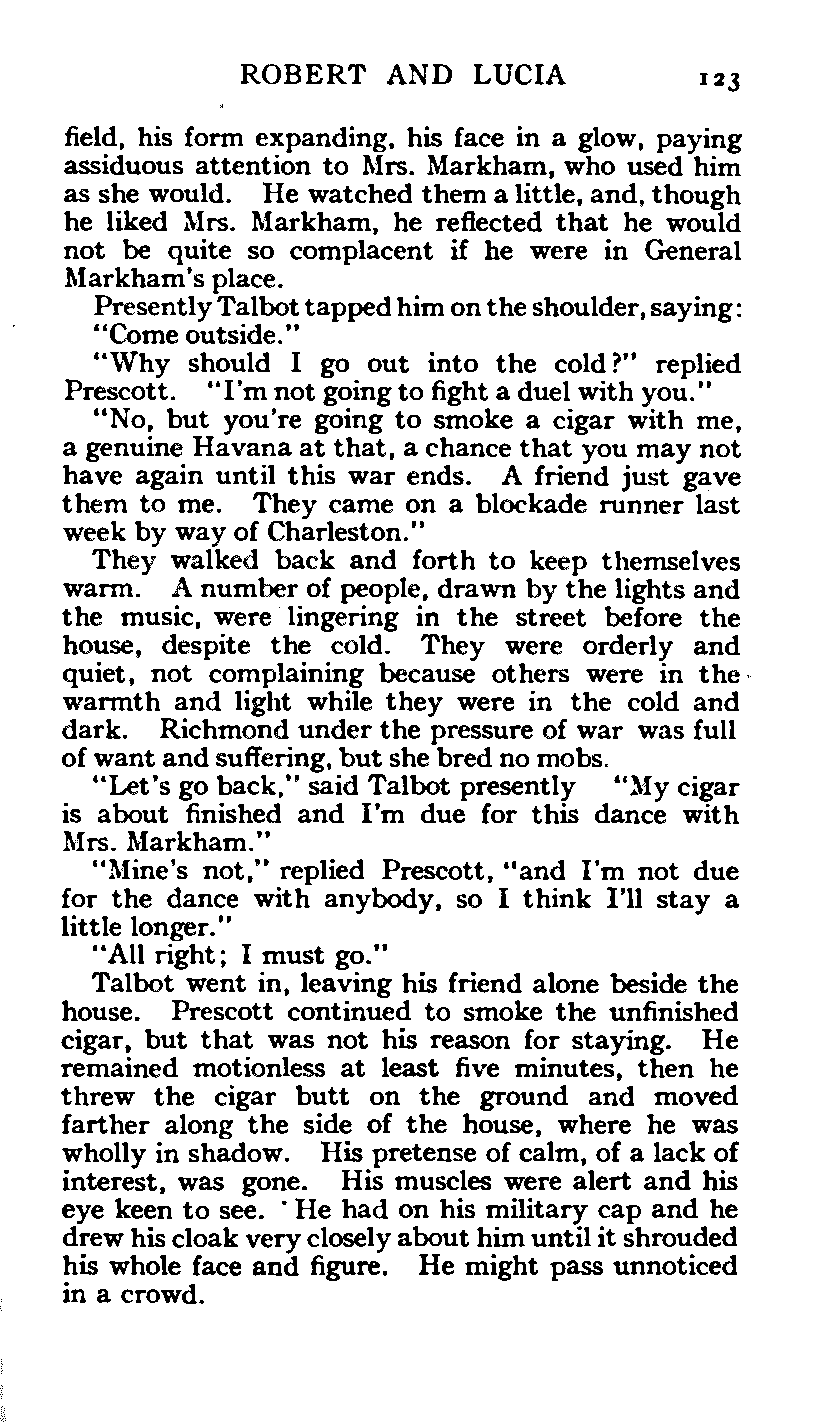 ROBERT AND LUCIA 123
field, his form expanding, his face in a glow, paying
assiduous attention to Mrs. Markham, who used him
as she would. He watched them a little, and, though
he liked Mrs. Markham, he reflected that he would
not be quite so complacent if he were in General
Markham's place.
Presently Talbot tapped him on the shoulder, saying:
"Come outside."
"Why should I go out into the cold?" replied
Prescott. "I'm not going to fight a duel with you."
"No, but you're going to smoke a cigar with me,
a genuine Havana at that, a chance that you may not
have again until this war ends. A friend just gave
them to me. They came on a blockade runner last
week by way of Charleston."
They walked back and forth to keep themselves
warm. A number of people, drawn by the lights and
the music, were lingering in the street before the
house, despite the cold. They were orderly and
quiet, not complaining because others were in the
warmth and light while they were in the cold and
dark. Richmond under the pressure of war was full
of want and suffering, but she bred no mobs.
"Let's go back," said Talbot presently "My cigar
is about finished and I'm due for this dance with
Mrs. Markham."
"Mine's not," replied Prescott, "and I'm not due
for the dance with anybody, so I think I'll stay a
little longer."
"All right; I must go."
Talbot went in, leaving his friend alone beside the
house. Prescott continued to smoke the unfinished
cigar, but that was not his reason for staying. He
remained motionless at least five minutes, then he
threw the cigar butt on the ground and moved
farther along the side of the house, where he was
wholly in shadow. His pretense of calm, of a lack of
interest, was gone. His muscles were alert and his
eye keen to see. He had on his military cap and he
drew his cloak very closely about him until it shrouded
his whole face and figure. He might pass unnoticed
in a crowd.